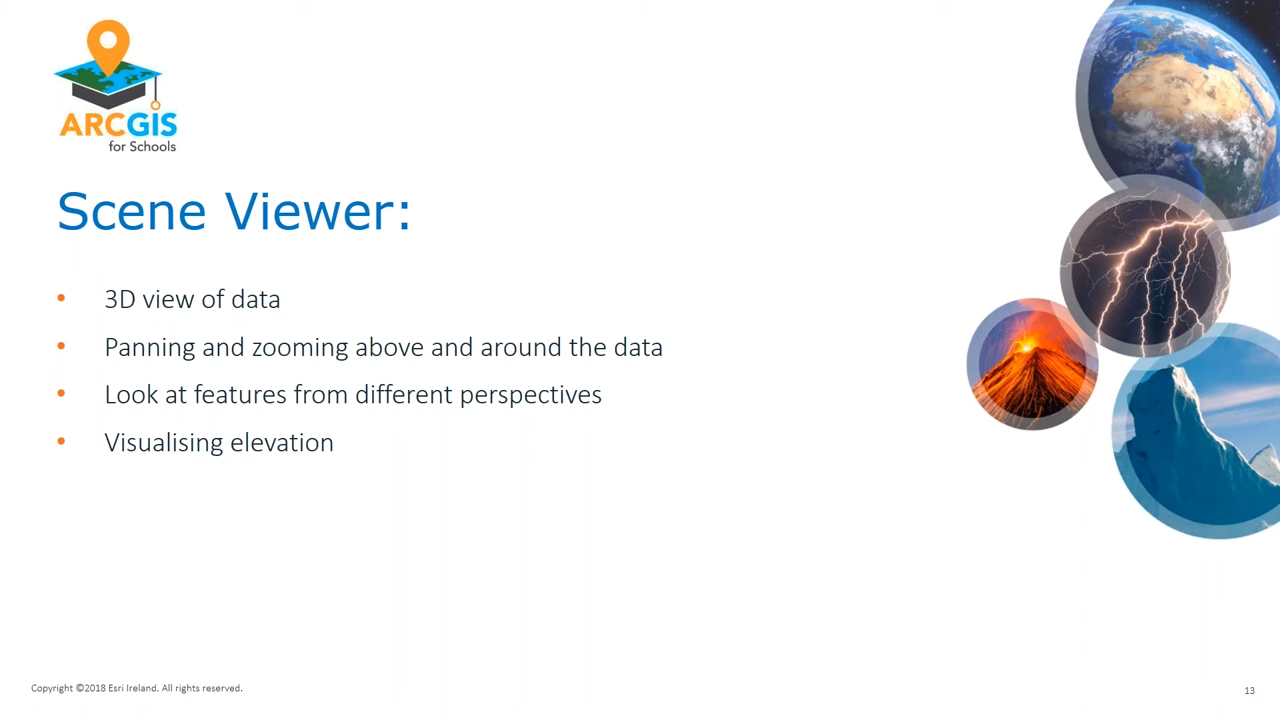 ARCGIS
for Schools
Scene Viewer:
• 3D view of data
• Panning and zooming above and around the data
• Look at features from different perspectives
• Visualising elevation
Copyright ©2018 Esri Ireland. All rights reserved.
13